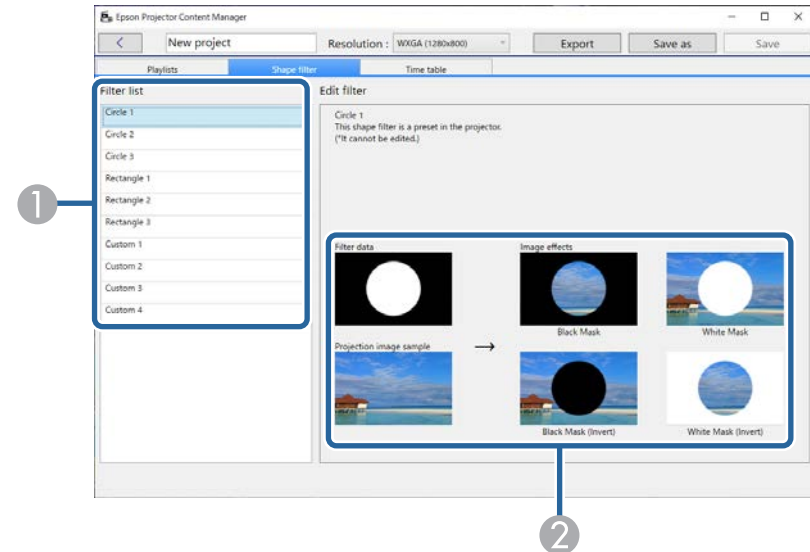 Epson Projector Content Manager
New project
Resolution : WXGA (1280x800)
Export
Save as
Save
Playlists
Shape filter
Time table
Filter list
Circle 1
Circle 2
Circle 3
Rectangle 1
Rectangle 2
Rectangle 3
Custom 1
Custom 2
Custom 3
Custom 4
Edit filter
Circle 1
This shape filter is a preset in the projector.
(*It cannot be edited.)
Filter data
Projection image sample
→
Image effects
Black Mask
White Mask
Black Mask (Invert)
White Mask (Invert)
1
2